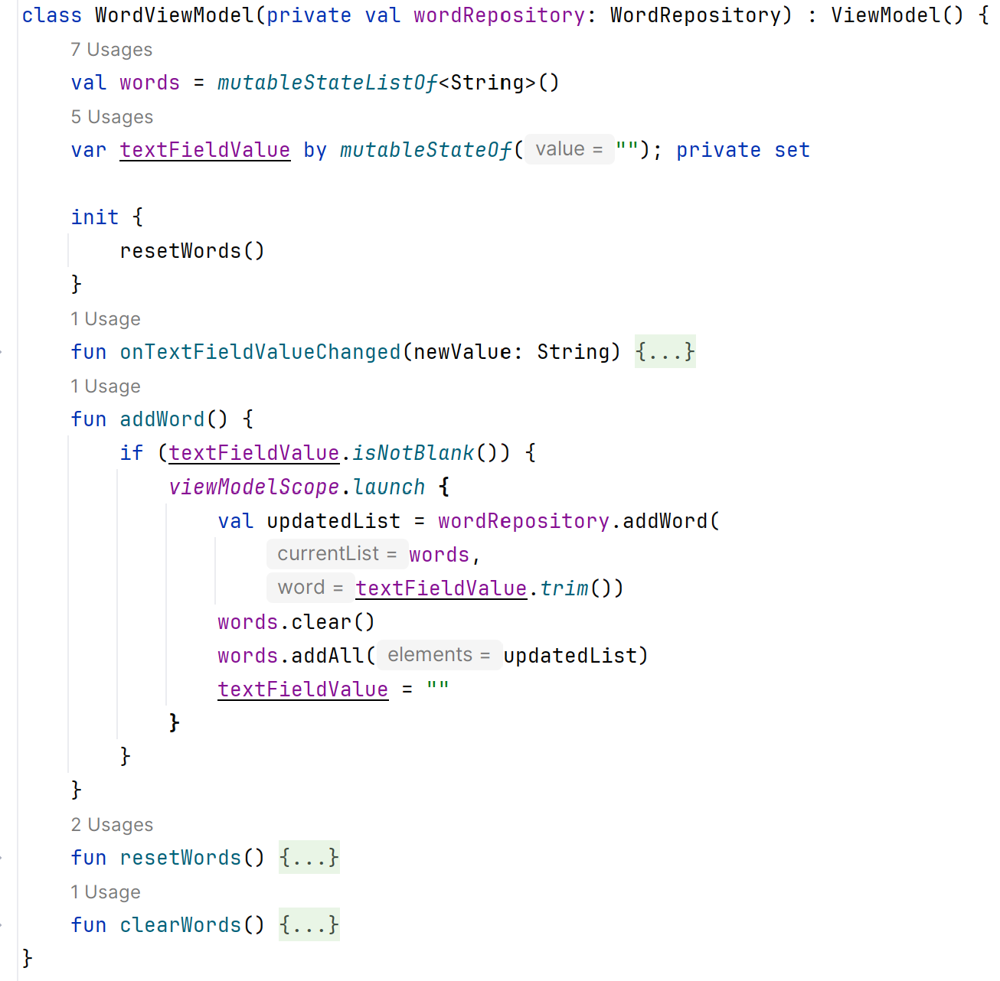 class WordViewModel(private val wordRepository: WordRepository) : ViewModel() {
7 Usages
val words = mutableStateListOf<String>()
5 Usages
var textFieldValue by mutableStateOf( value = ""); private set
init {
resetWords()
}
1 Usage
fun onTextFieldValueChanged(newValue: String) {...}
1 Usage
fun addWord() {
if (textFieldValue.isNotBlank()) {
viewModelScope.launch {
val updatedList = wordRepository.addWord(
currentList = words,
word = textFieldValue.trim())
words.clear()
words.addAll( elements = updatedList)
textFieldValue = ""
}
}
}
2 Usages
fun resetWords() {...}
1 Usage
fun clearWords() {...}
}